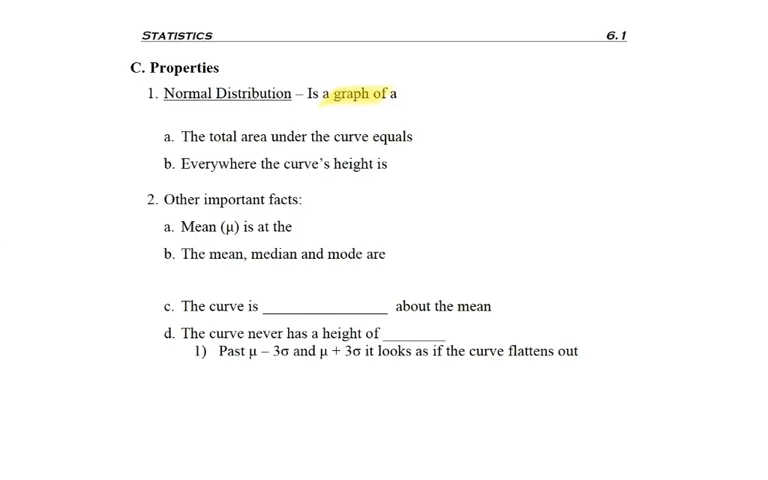 STATISTICS 6.1
C. Properties
1. Normal Distribution – Is a graph of a
a. The total area under the curve equals
b. Everywhere the curve's height is
2. Other important facts:
a. Mean (μ) is at the
b. The mean, median and mode are
c. The curve is ________________ about the mean
d. The curve never has a height of ________
1) Past μ – 3σ and μ + 3σ it looks as if the curve flattens out